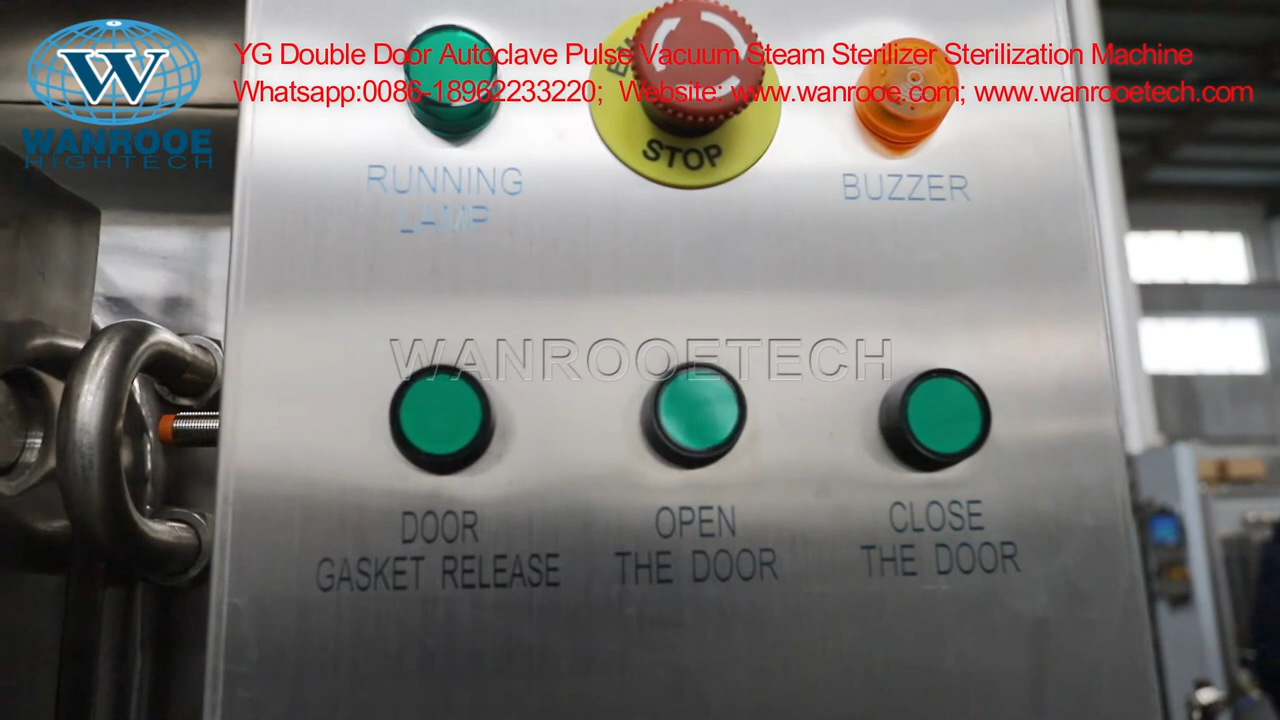 YG Double Door Autoclave Pulse Vacuum Steam Sterilizer Sterilization Machine
Whatsapp:0086-18962233220; Website: www.wanrooe.com; www.wanrooetech.com
W
WANROOE
HIGHTECH
STOP
RUNNING
LAMP
BUZZER
WANROOETECH
DOOR
GASKET RELEASE
OPEN
THE DOOR
CLOSE
THE DOOR